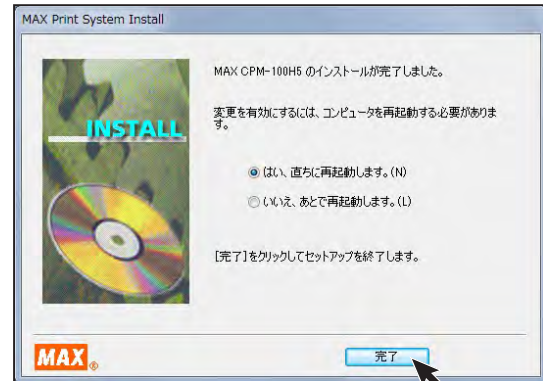 MAX Print System Install
INSTALL
MAX CPM-100H5 のインストールが完了しました。
変更を有効にするには、コンピュータを再起動する必要がありま
す。
はい、直ちに再起動します。(N)
いいえ、あとで再起動します。(L)
[完了]をクリックしてセットアップを終了します。
MAX®
完了